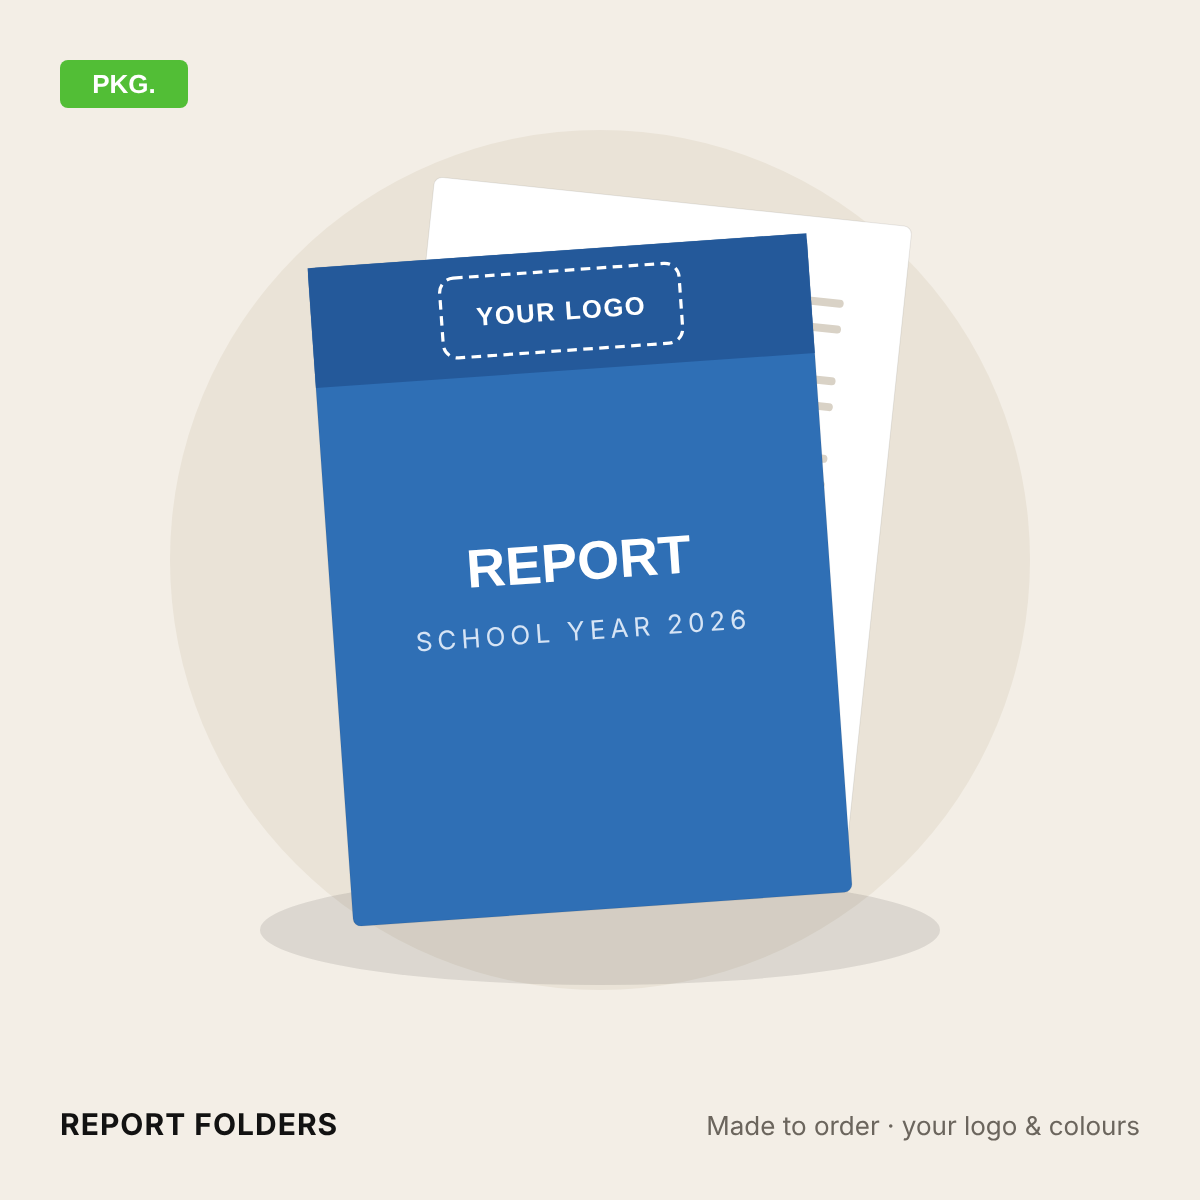 PKG.
YOUR LOGO
REPORT
SCHOOL YEAR 2026
REPORT FOLDERS
Made to order · your logo & colours